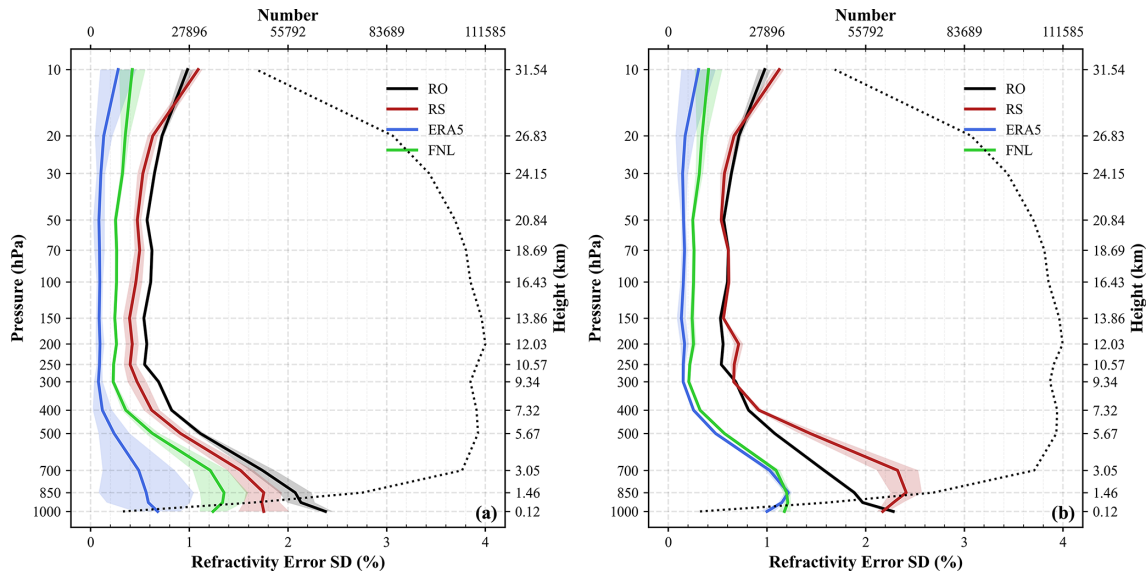 (a)
Number
0 27896 55792 83689 111585
10 31.54
RO
RS
ERA5
FNL
20 26.83
30 24.15
50 20.84
70 18.69
100 16.43
150 13.86
200 12.03
250 10.57
300 9.34
400 7.32
500 5.67
700 3.05
850 1.46
1000 0.12
Pressure (hPa)
Height (km)
(a)
0 1 2 3 4
Refractivity Error SD (%)
(b)
Number
0 27896 55792 83689 111585
10 31.54
RO
RS
ERA5
FNL
20 26.83
30 24.15
50 20.84
70 18.69
100 16.43
150 13.86
200 12.03
250 10.57
300 9.34
400 7.32
500 5.67
700 3.05
850 1.46
1000 0.12
Pressure (hPa)
Height (km)
(b)
0 1 2 3 4
Refractivity Error SD (%)